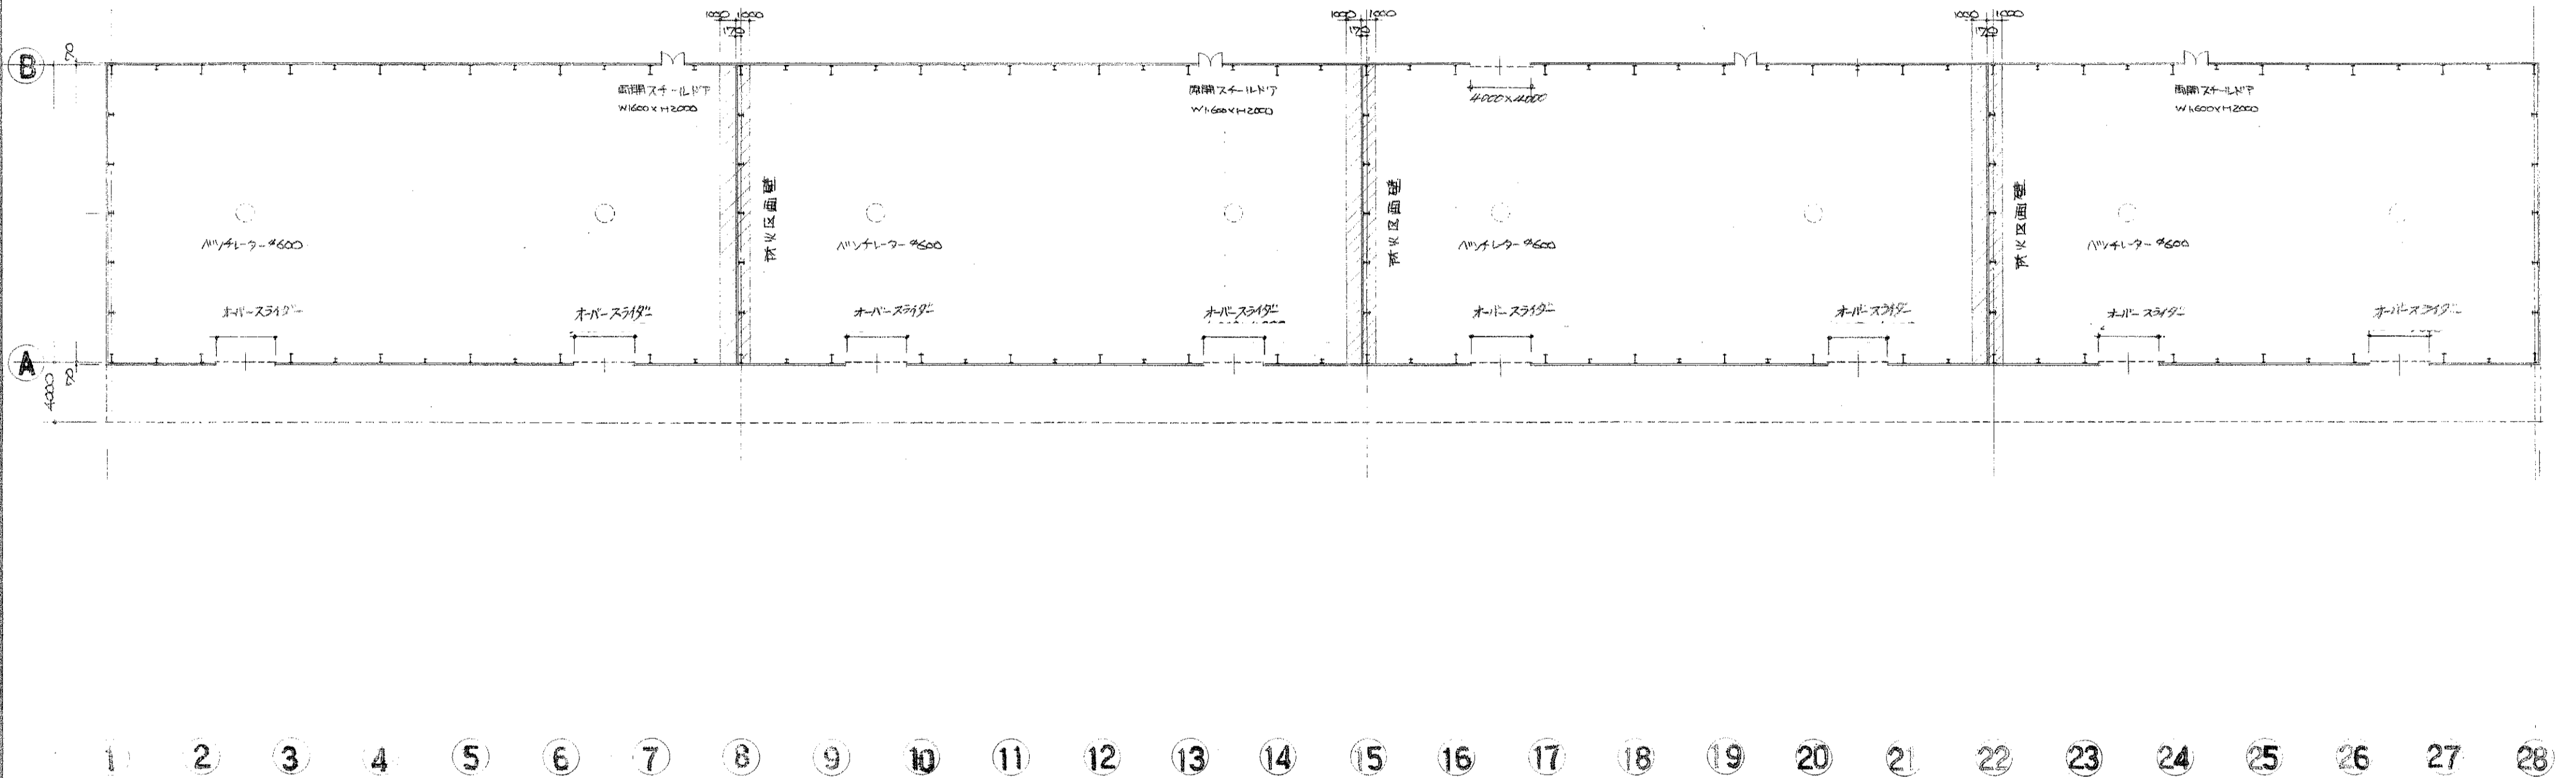 1000 1000
170
1000 1000
170
1000 1000
170
B
両開スチールドア
W1600×H2000
両開スチールドア
W1600×H2000
4000×4000
両開スチールドア
W1600×H2000
防火区画壁
防火区画壁
防火区画壁
ベンチレーター φ600
ベンチレーター φ600
ベンチレーター φ600
ベンチレーター φ600
オーバースライダー
オーバースライダー
オーバースライダー
オーバースライダー
オーバースライダー
オーバースライダー
オーバースライダー
オーバースライダー
A
4000
1 2 3 4 5 6 7 8 9 10 11 12 13 14 15 16 17 18 19 20 21 22 23 24 25 26 27 28